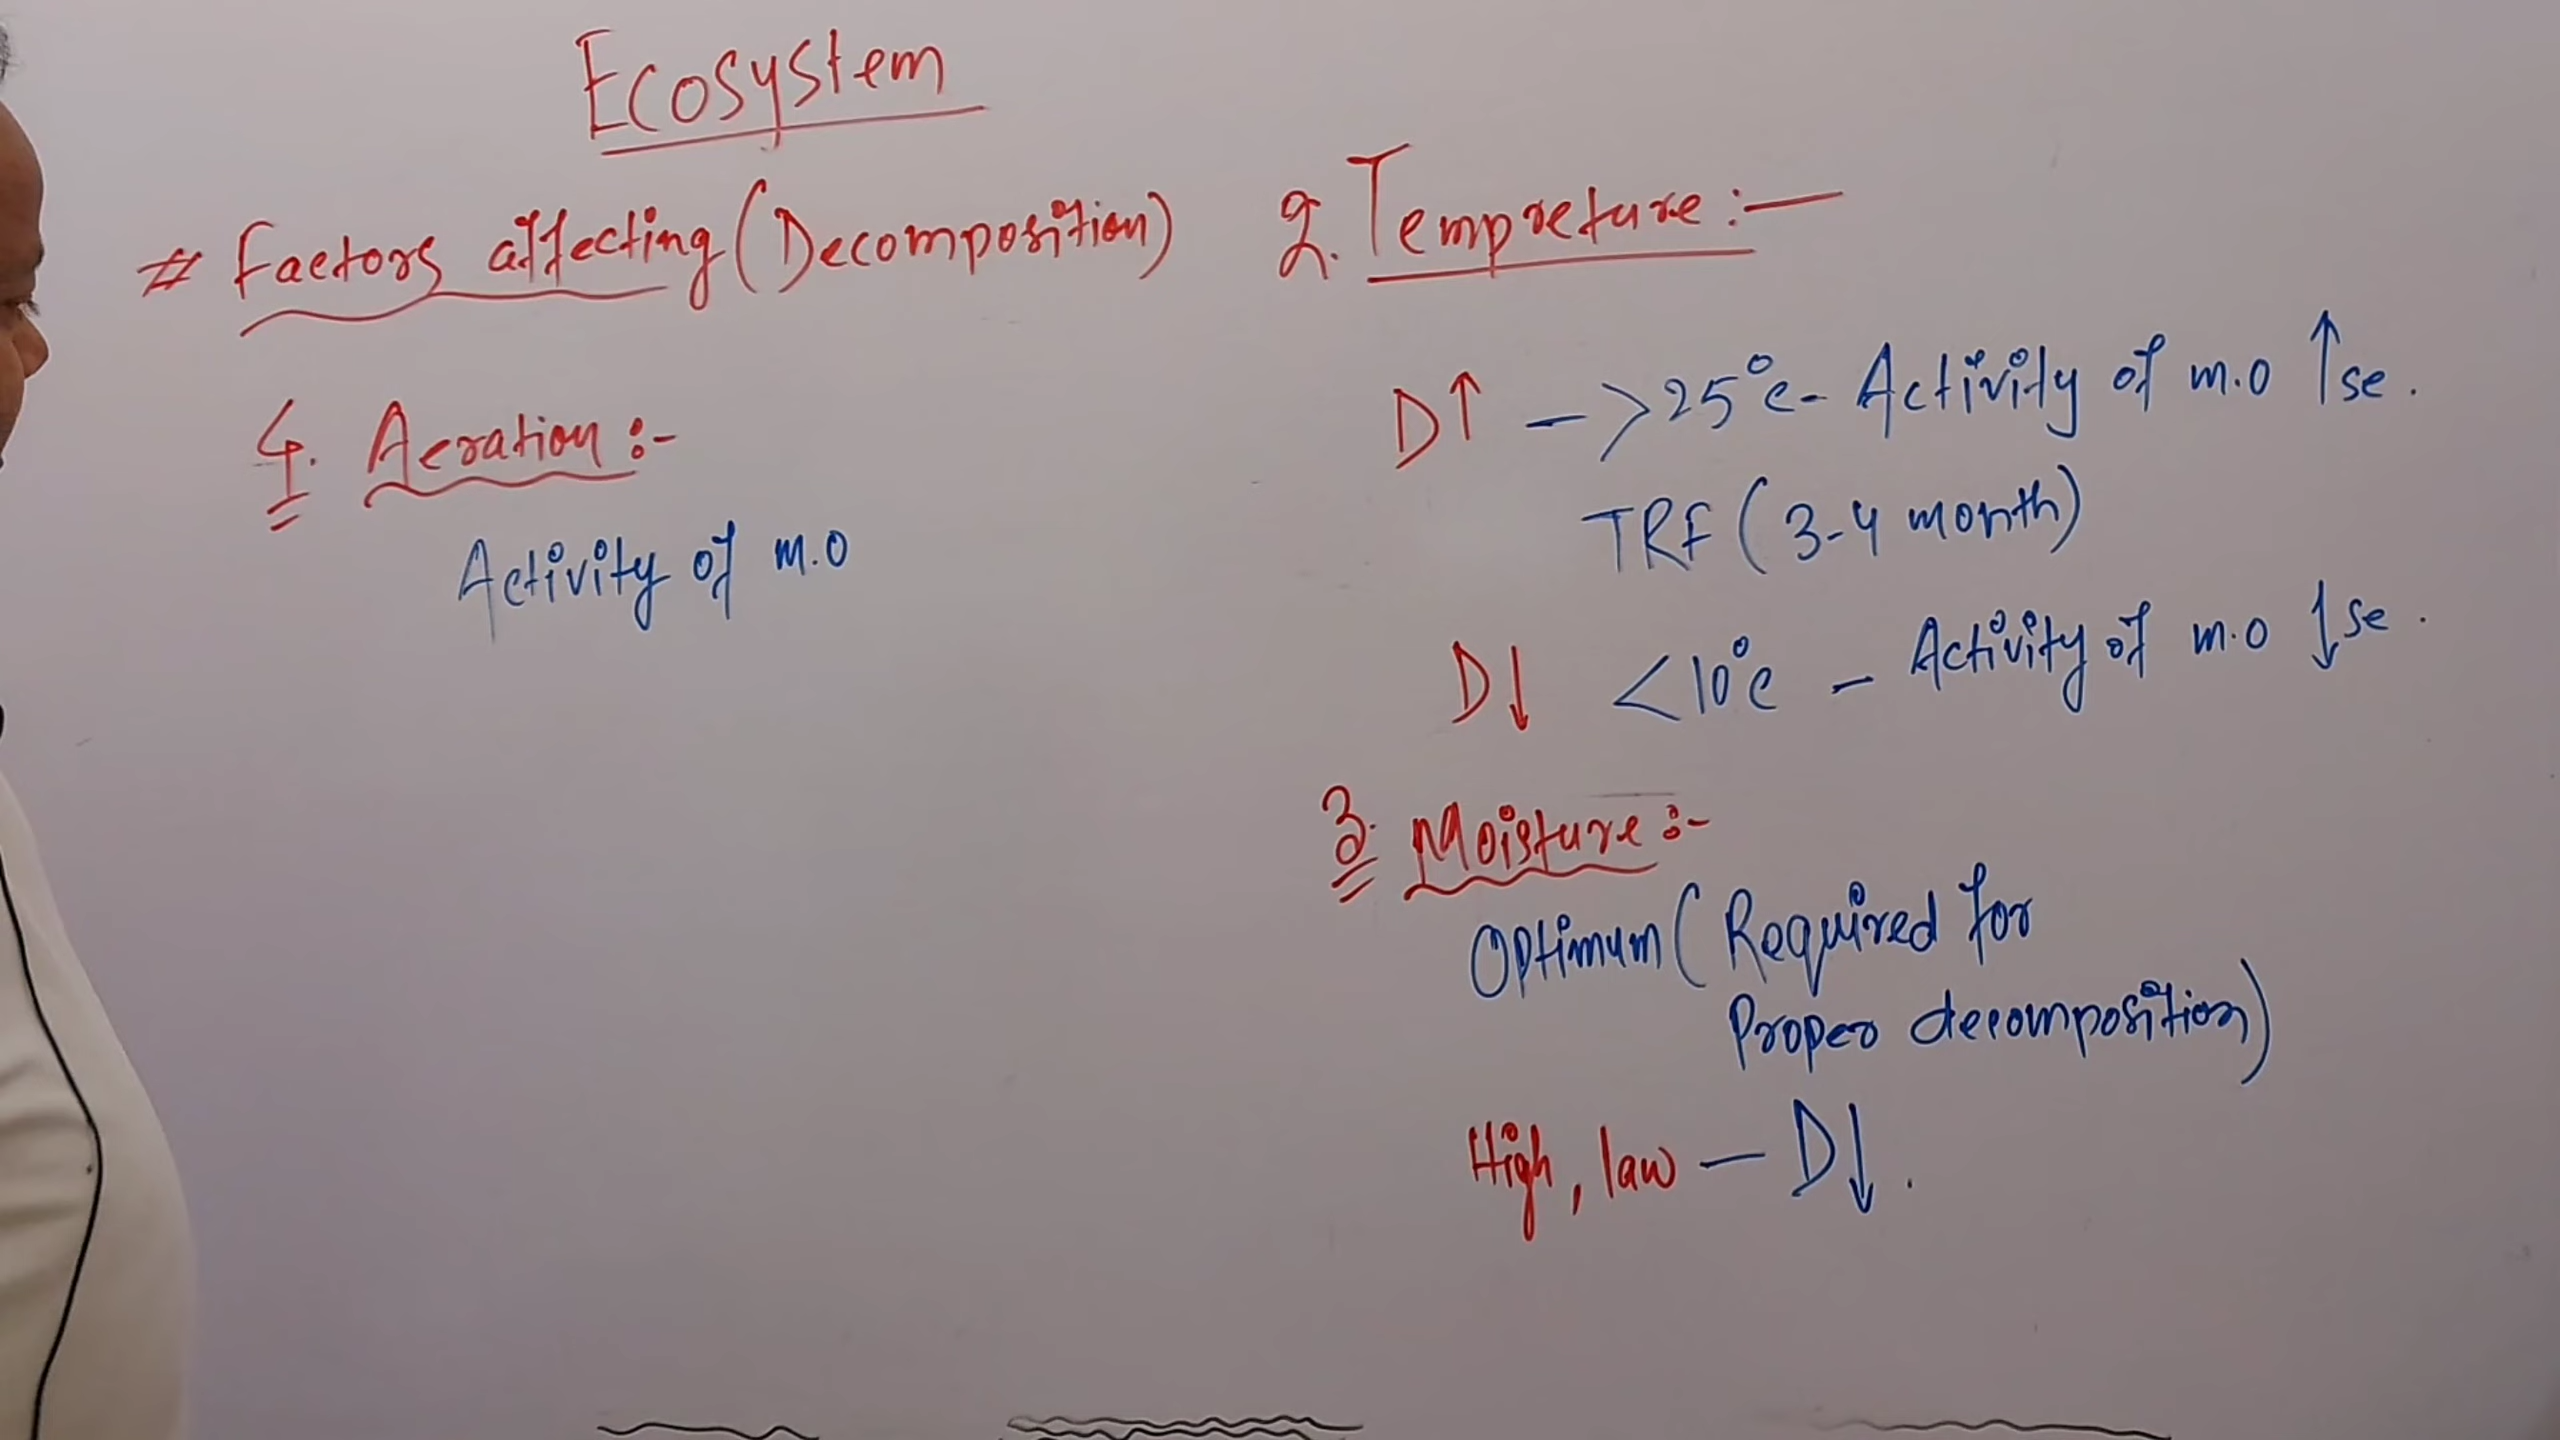 Ecosystem
# Factors affecting (Decomposition)
4. Aeration :-
Activity of m.o
2. Tempreture :-
D↑ - >25°c - Activity of m.o ↑se.
TRF (3-4 month)
D↓ <10°c - Activity of m.o ↓se.
3. Moisture :-
Optimum (Required for
Proper decomposition)
High, law - D↓.